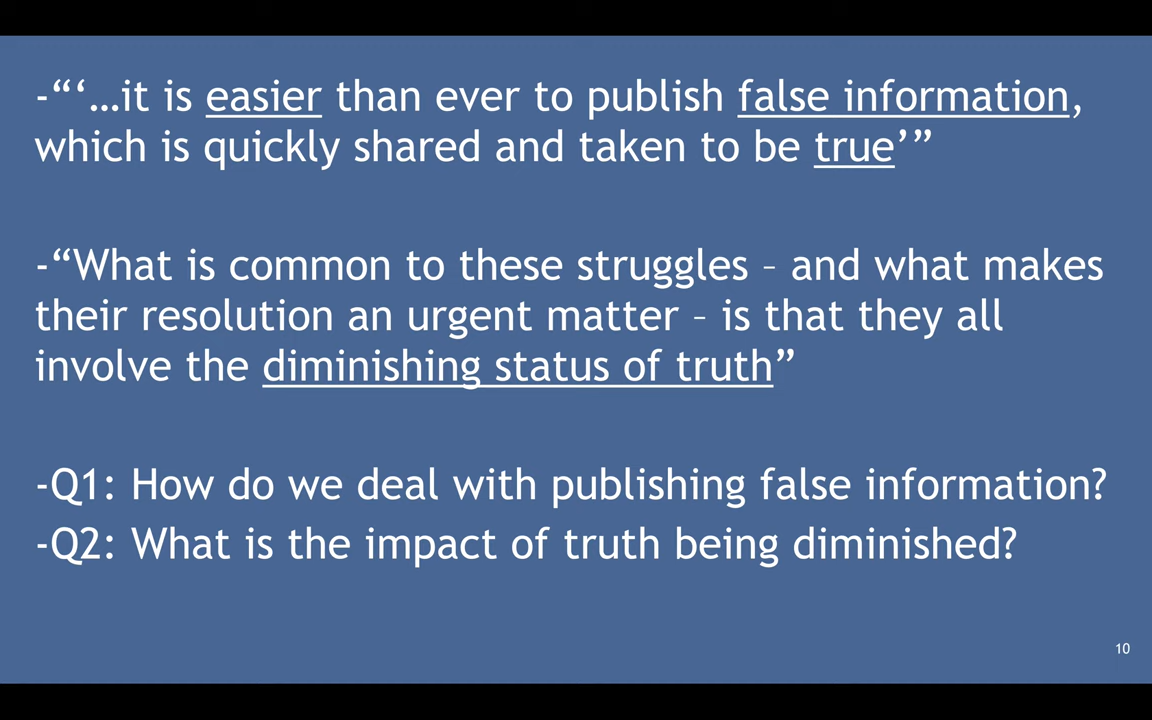 -“‘…it is easier than ever to publish false information,
which is quickly shared and taken to be true’”
-“What is common to these struggles – and what makes
their resolution an urgent matter – is that they all
involve the diminishing status of truth”
-Q1: How do we deal with publishing false information?
-Q2: What is the impact of truth being diminished?
10